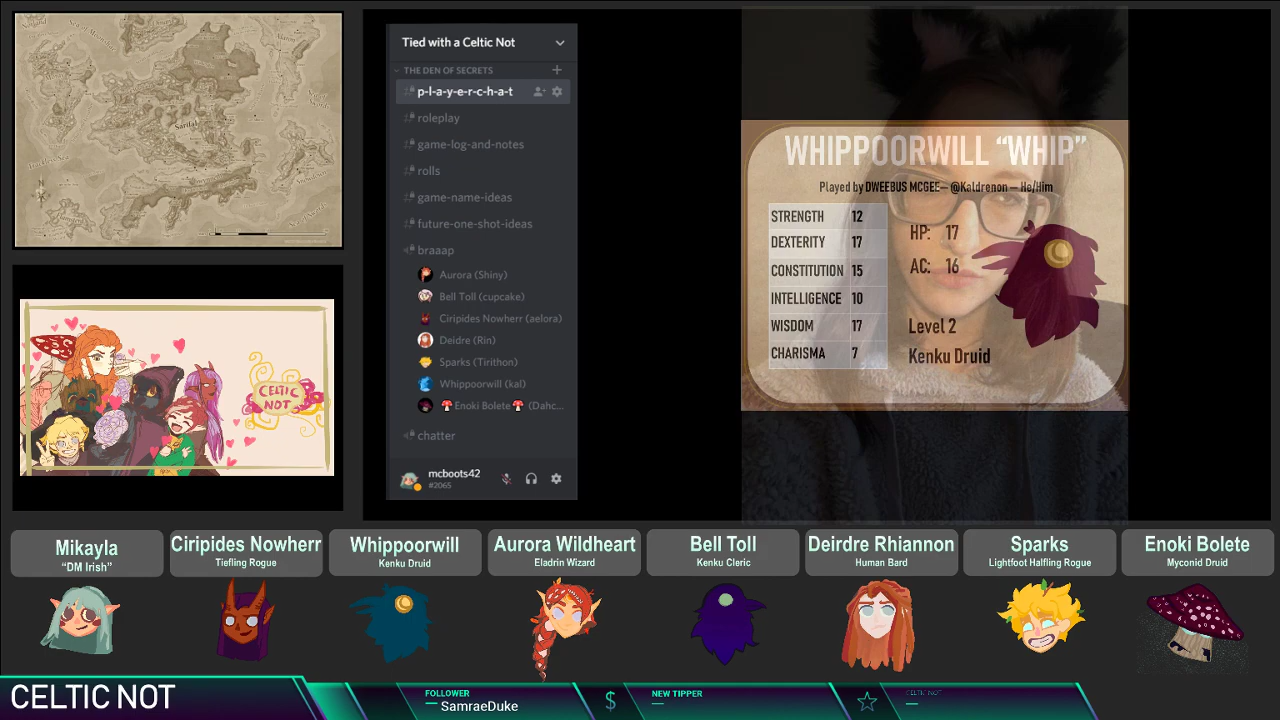 Sarilal
CELTIC
NOT
Tied with a Celtic Not
THE DEN OF SECRETS
p-l-a-y-e-r-c-h-a-t
roleplay
game-log-and-notes
rolls
game-name-ideas
future-one-shot-ideas
braaap
Aurora (Shiny)
Bell Toll (cupcake)
Ciripides Nowherr (aelora)
Deidre (Rin)
Sparks (Tirithon)
Whippoorwill (kal)
🍄Enoki Bolete🍄 (Dahc...
chatter
mcboots42
#2065
WHIPPOORWILL “WHIP”
Played by DWEEBUS MCGEE— @Kaldrenon — He/Him
STRENGTH 12
DEXTERITY 17
CONSTITUTION 15
INTELLIGENCE 10
WISDOM 17
CHARISMA 7
HP: 17
AC: 16
Level 2
Kenku Druid
Mikayla
“DM Irish”
Ciripides Nowherr
Tiefling Rogue
Whippoorwill
Kenku Druid
Aurora Wildheart
Eladrin Wizard
Bell Toll
Kenku Cleric
Deirdre Rhiannon
Human Bard
Sparks
Lightfoot Halfling Rogue
Enoki Bolete
Myconid Druid
CELTIC NOT
FOLLOWER
SamraeDuke
$
NEW TIPPER
—
CELTIC NOT
—